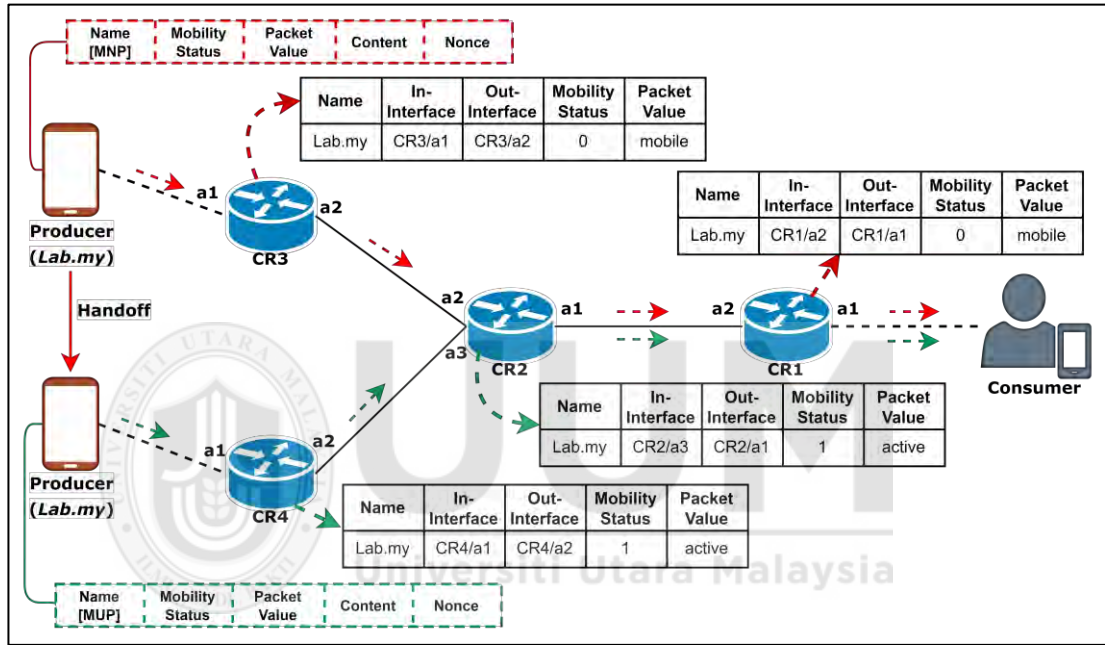 Name [MNP] Mobility Status Packet Value Content Nonce
Name In-Interface Out-Interface Mobility Status Packet Value
Lab.my CR3/a1 CR3/a2 0 mobile
Name In-Interface Out-Interface Mobility Status Packet Value
Lab.my CR1/a2 CR1/a1 0 mobile
Producer
(Lab.my)
a1
a2
CR3
Handoff
a2
a1
a3
CR2
a2
a1
CR1
Consumer
Name In-Interface Out-Interface Mobility Status Packet Value
Lab.my CR2/a3 CR2/a1 1 active
Producer
(Lab.my)
a1
a2
CR4
Name In-Interface Out-Interface Mobility Status Packet Value
Lab.my CR4/a1 CR4/a2 1 active
Name [MUP] Mobility Status Packet Value Content Nonce
UNIVERSITI UTARA MALAYSIA
UUM
Universiti Utara Malaysia